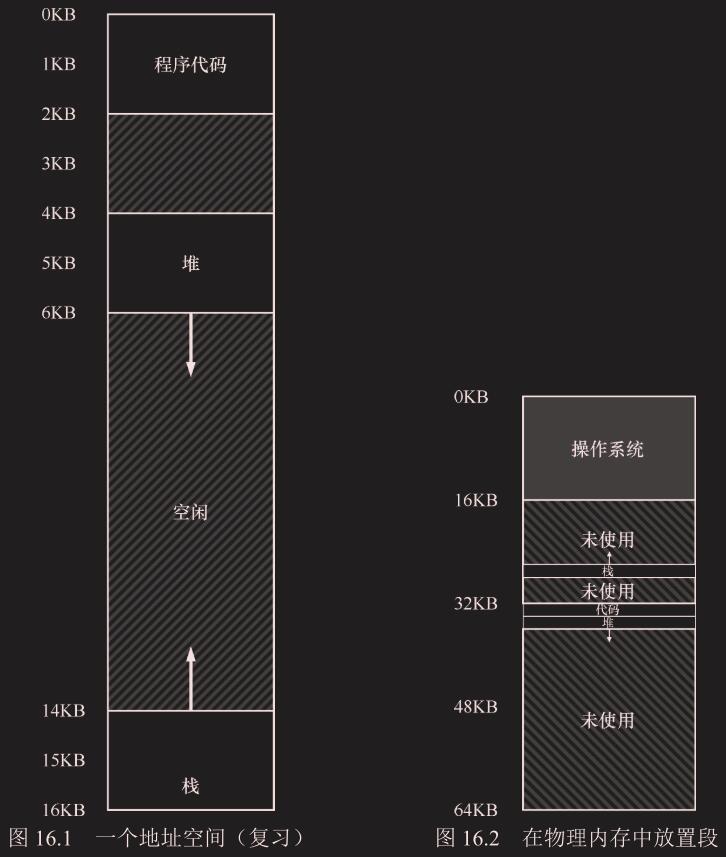 0KB
1KB
程序代码
2KB
3KB
4KB
5KB
堆
6KB
空闲
14KB
15KB
栈
16KB
图 16.1 一个地址空间（复习）
0KB
操作系统
16KB
未使用
栈
未使用
32KB
代码
堆
48KB
未使用
64KB
图 16.2 在物理内存中放置段